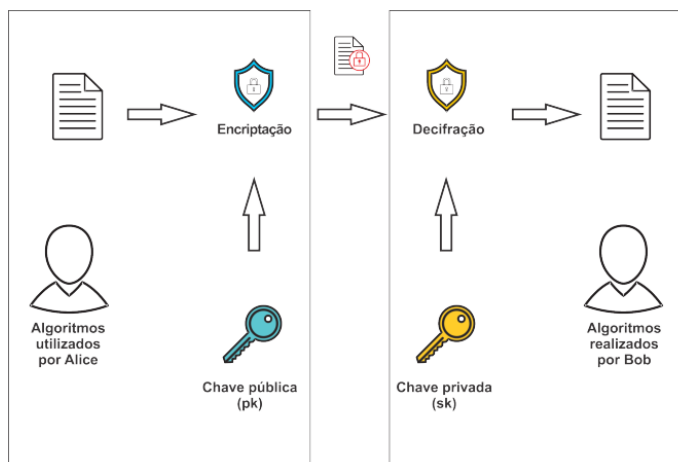 Encriptação
Decifração
Algoritmos
utilizados
por Alice
Chave pública
(pk)
Chave privada
(sk)
Algoritmos
realizados
por Bob